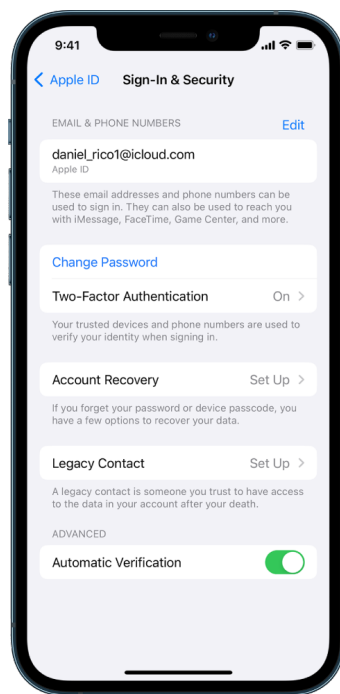 9:41
Apple ID
Sign-In & Security
EMAIL & PHONE NUMBERS
Edit
daniel_rico1@icloud.com
Apple ID
These email addresses and phone numbers can be
used to sign in. They can also be used to reach you
with iMessage, FaceTime, Game Center, and more.
Change Password
Two-Factor Authentication On
Your trusted devices and phone numbers are used to
verify your identity when signing in.
Account Recovery Set Up
If you forget your password or device passcode, you
have a few options to recover your data.
Legacy Contact Set Up
A legacy contact is someone you trust to have access
to the data in your account after your death.
ADVANCED
Automatic Verification